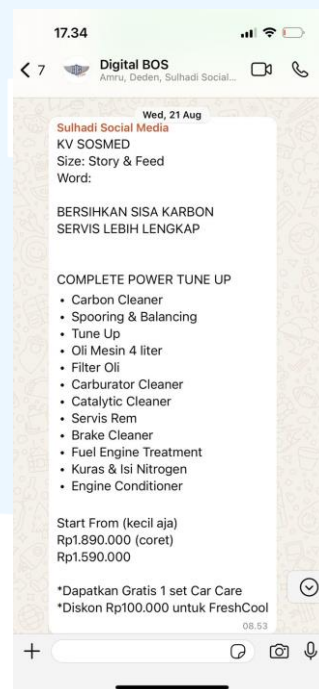 17.34
7
Digital BOS
Amru, Deden, Sulhadi Social...
Wed, 21 Aug
Sulhadi Social Media
KV SOSMED
Size: Story & Feed
Word:
BERSIHKAN SISA KARBON
SERVIS LEBIH LENGKAP
COMPLETE POWER TUNE UP
• Carbon Cleaner
• Spooring & Balancing
• Tune Up
• Oli Mesin 4 liter
• Filter Oli
• Carburator Cleaner
• Catalytic Cleaner
• Servis Rem
• Brake Cleaner
• Fuel Engine Treatment
• Kuras & Isi Nitrogen
• Engine Conditioner
Start From (kecil aja)
Rp1.890.000 (coret)
Rp1.590.000
*Dapatkan Gratis 1 set Car Care
*Diskon Rp100.000 untuk FreshCool
08.53